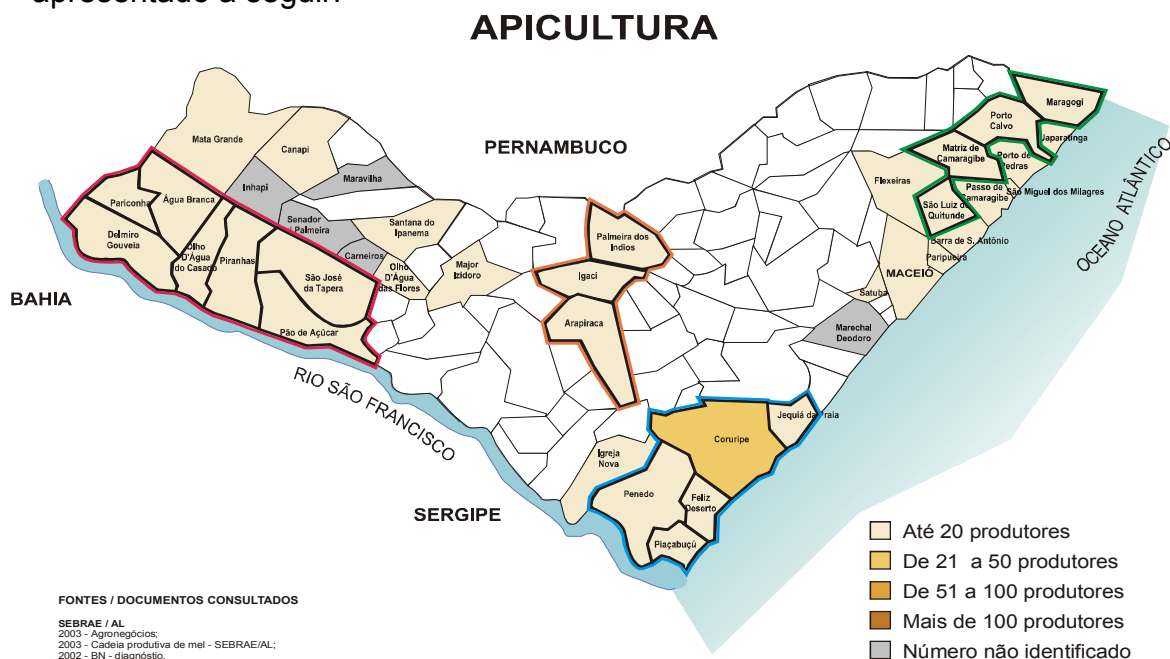 apresentado a seguir:
APICULTURA
Mata Grande
Canapi
PERNAMBUCO
Maravilha
Inhapi
Pariconha
Água Branca
Senador
Palmeira
Delmiro
Gouveia
Olho
D'Água
do Casado
Piranhas
Carneiros
Santana do
Ipanema
São José
da Tapera
Olho
D'Água
das Flores
Major
Izidoro
Pão de Açúcar
BAHIA
RIO SÃO FRANCISCO
Palmeira dos
Indios
Igaci
Arapiraca
Maragogi
Porto
Calvo
Japaratinga
Matriz de
Camaragibe
Porto de
Pedras
Flexeiras
Passo de
Camaragibe
São Miguel dos Milagres
São Luiz do
Quitunde
Barra de S. Antônio
Paripueira
MACEIÓ
Satuba
Marechal
Deodoro
OCEANO ATLÂNTICO
Jequiá da Praia
Coruripe
Igreja
Nova
Penedo
Feliz
Deserto
Piaçabuçú
SERGIPE
Até 20 produtores
De 21 a 50 produtores
De 51 a 100 produtores
Mais de 100 produtores
Número não identificado
FONTES / DOCUMENTOS CONSULTADOS
SEBRAE / AL
2003 - Agronegócios;
2003 - Cadeia produtiva de mel - SEBRAE/AL;
2002 - BN - diagnóstio.